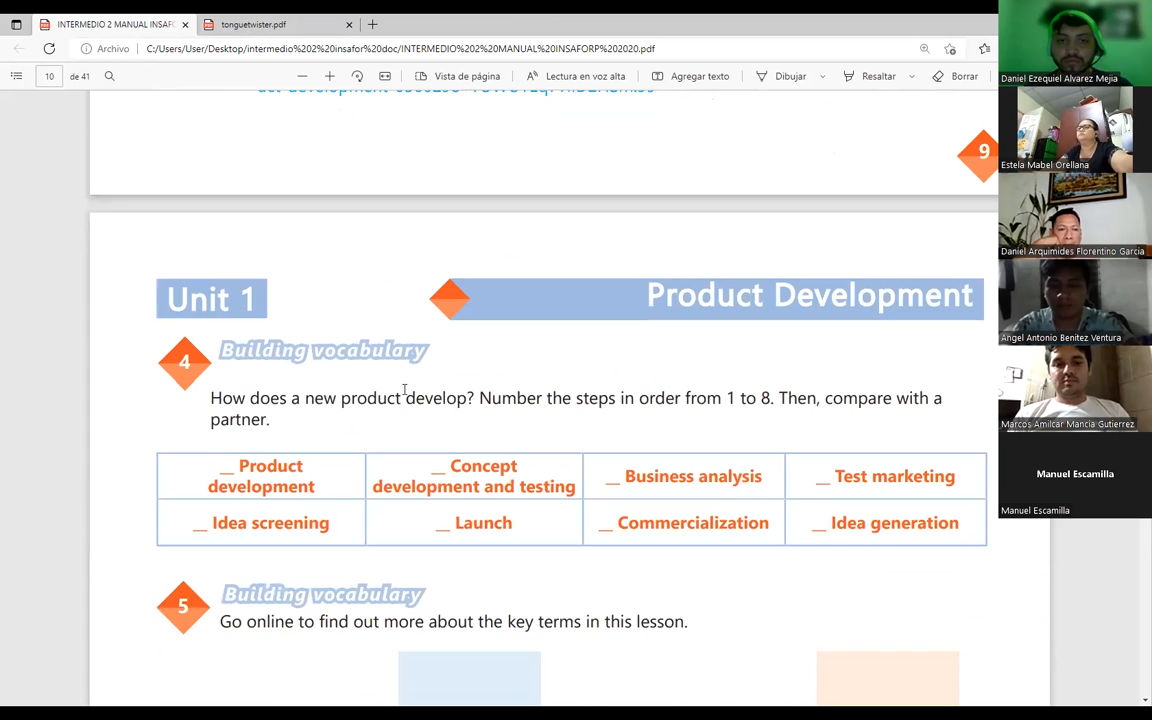 INTERMEDIO 2 MANUAL INSAFO
tonguetwister.pdf
Archivo
C:/Users/User/Desktop/intermedio%202%20insafor%20doc/INTERMEDIO%202%20MANUAL%20INSAFORP%202020.pdf
10 de 41
Vista de página
Lectura en voz alta
Agregar texto
Dibujar
Resaltar
Borrar
9
Unit 1
Product Development
4
Building vocabulary
How does a new product develop? Number the steps in order from 1 to 8. Then, compare with a
partner.
__ Product
development
__ Concept
development and testing
__ Business analysis
__ Test marketing
__ Idea screening
__ Launch
__ Commercialization
__ Idea generation
5
Building vocabulary
Go online to find out more about the key terms in this lesson.
Daniel Ezequiel Alvarez Mejia
Estela Mabel Orellana
Daniel Arquimides Florentino Garcia
Angel Antonio Benitez Ventura
Marcos Amilcar Mancia Gutierrez
Manuel Escamilla
Manuel Escamilla